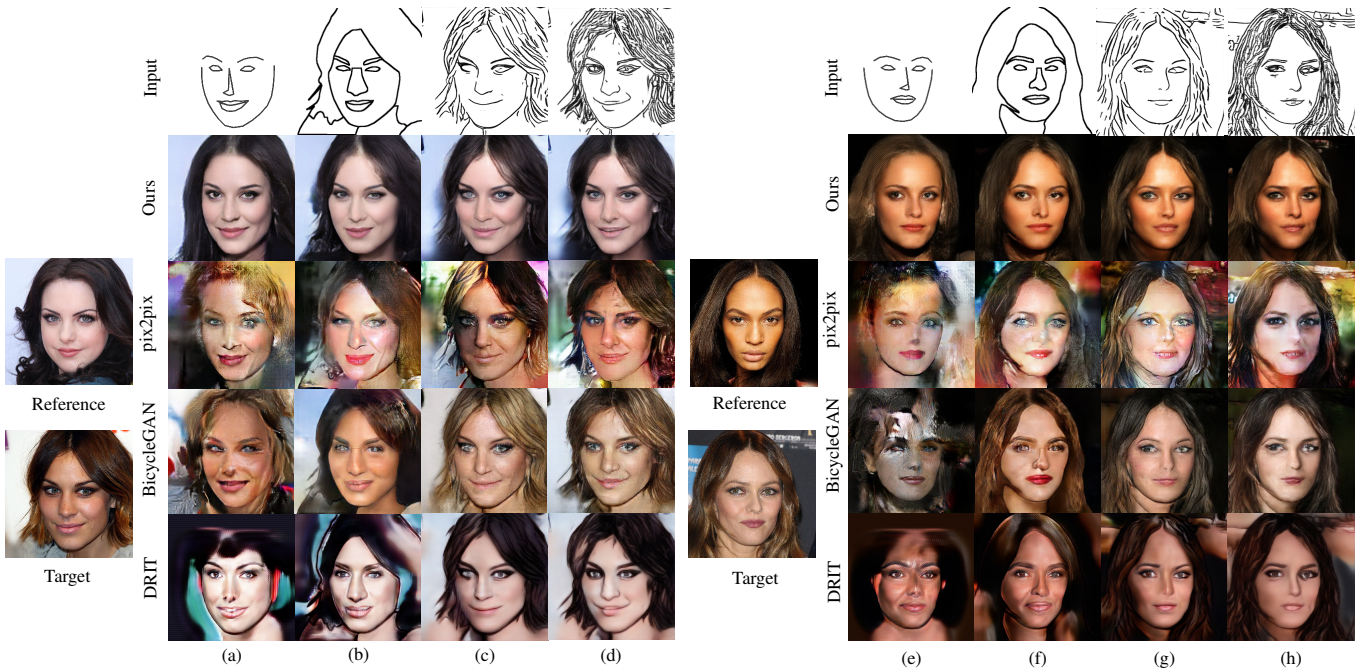 Input
Ours
pix2pix
BicycleGAN
DRIT
Reference
Target
(a) (b) (c) (d)
Input
Ours
pix2pix
BicycleGAN
DRIT
Reference
Target
(e) (f) (g) (h)